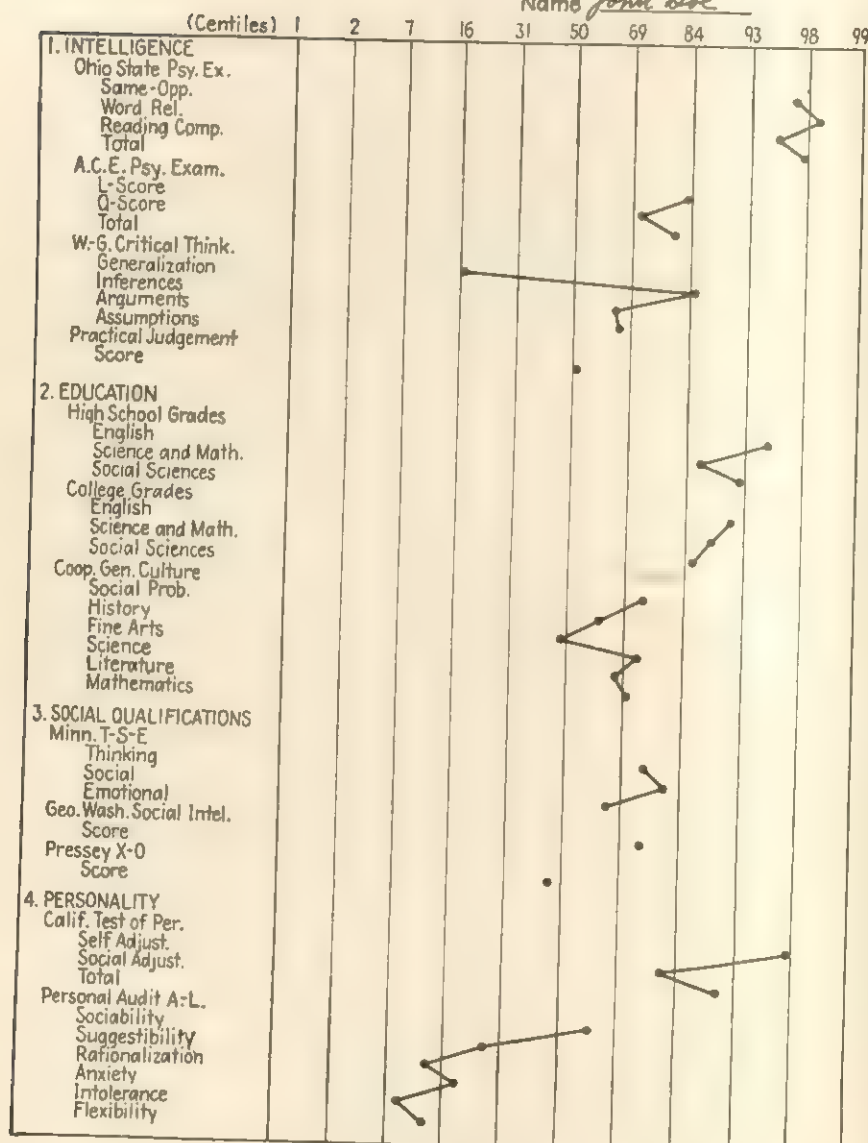 Name John Doe
(Centiles) 1 2 7 16 31 50 69 84 93 98 99
1. INTELLIGENCE
Ohio State Psy. Ex.
Same-Opp.
Word Rel.
Reading Comp.
Total
A.C.E. Psy. Exam.
L-Score
Q-Score
Total
W.-G. Critical Think.
Generalization
Inferences
Arguments
Assumptions
Practical Judgement
Score
2. EDUCATION
High School Grades
English
Science and Math.
Social Sciences
College Grades
English
Science and Math.
Social Sciences
Coop. Gen. Culture
Social Prob.
History
Fine Arts
Science
Literature
Mathematics
3. SOCIAL QUALIFICATIONS
Minn. T-S-E
Thinking
Social
Emotional
Geo. Wash. Social Intel.
Score
Pressey X-O
Score
4. PERSONALITY
Calif. Test of Per.
Self Adjust.
Social Adjust.
Total
Personal Audit A-L.
Sociability
Suggestibility
Rationalization
Anxiety
Intolerance
Flexibility